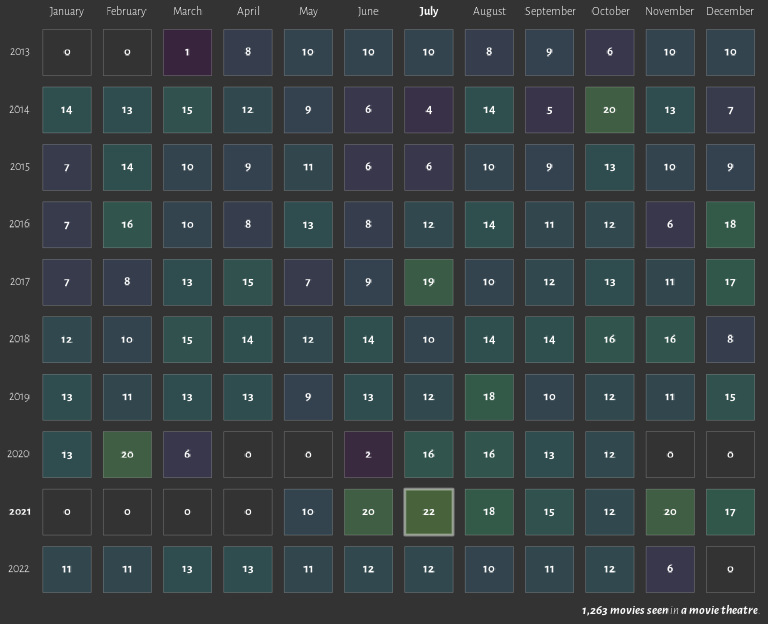 January February March April May June July August September October November December
2013 0 0 1 8 10 10 10 8 9 6 10 10
2014 14 13 15 12 9 6 4 14 5 20 13 7
2015 7 14 10 9 11 6 6 10 9 13 10 9
2016 7 16 10 8 13 8 12 14 11 12 6 18
2017 7 8 13 15 7 9 19 10 12 13 11 17
2018 12 10 15 14 12 14 10 14 14 16 16 8
2019 13 11 13 13 9 13 12 18 10 12 11 15
2020 13 20 6 0 0 2 16 16 13 12 0 0
2021 0 0 0 0 10 20 22 18 15 12 20 17
2022 11 11 13 13 11 12 12 10 11 12 6 0
1,263 movies seen in a movie theatre.